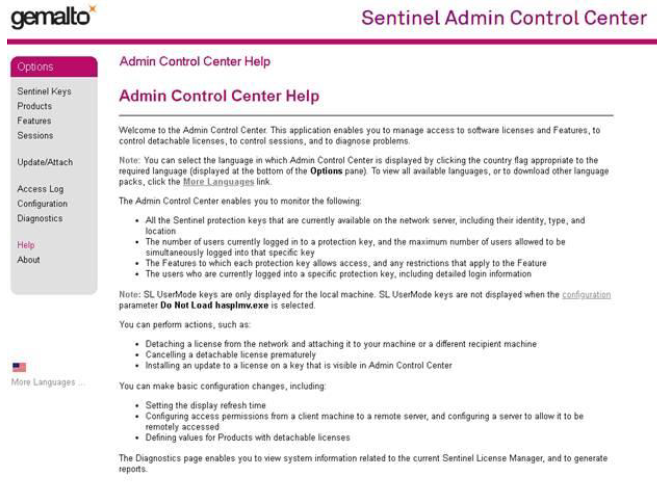 gemalto
Sentinel Admin Control Center
Options
Sentinel Keys
Products
Features
Sessions
Update/Attach
Access Log
Configuration
Diagnostics
Help
About
More Languages ...
Admin Control Center Help
Admin Control Center Help
Welcome to the Admin Control Center. This application enables you to manage access to software licenses and Features, to
control detachable licenses, to control sessions, and to diagnose problems.
Note: You can select the language in which Admin Control Center is displayed by clicking the country flag appropriate to the
required language (displayed at the bottom of the Options pane). To view all available languages, or to download other language
packs, click the More Languages link.
The Admin Control Center enables you to monitor the following:
• All the Sentinel protection keys that are currently available on the network server, including their identity, type, and
location
• The number of users currently logged in to a protection key, and the maximum number of users allowed to be
simultaneously logged into that specific key
• The Features to which each protection key allows access, and any restrictions that apply to the Feature
• The users who are currently logged into a specific protection key, including detailed login information
Note: SL UserMode keys are only displayed for the local machine. SL UserMode keys are not displayed when the configuration
parameter Do Not Load hasplmv.exe is selected.
You can perform actions, such as:
• Detaching a license from the network and attaching it to your machine or a different recipient machine
• Cancelling a detachable license prematurely
• Installing an update to a license on a key that is visible in Admin Control Center
You can make basic configuration changes, including:
• Setting the display refresh time
• Configuring access permissions from a client machine to a remote server, and configuring a server to allow it to be
remotely accessed
• Defining values for Products with detachable licenses
The Diagnostics page enables you to view system information related to the current Sentinel License Manager, and to generate
reports.